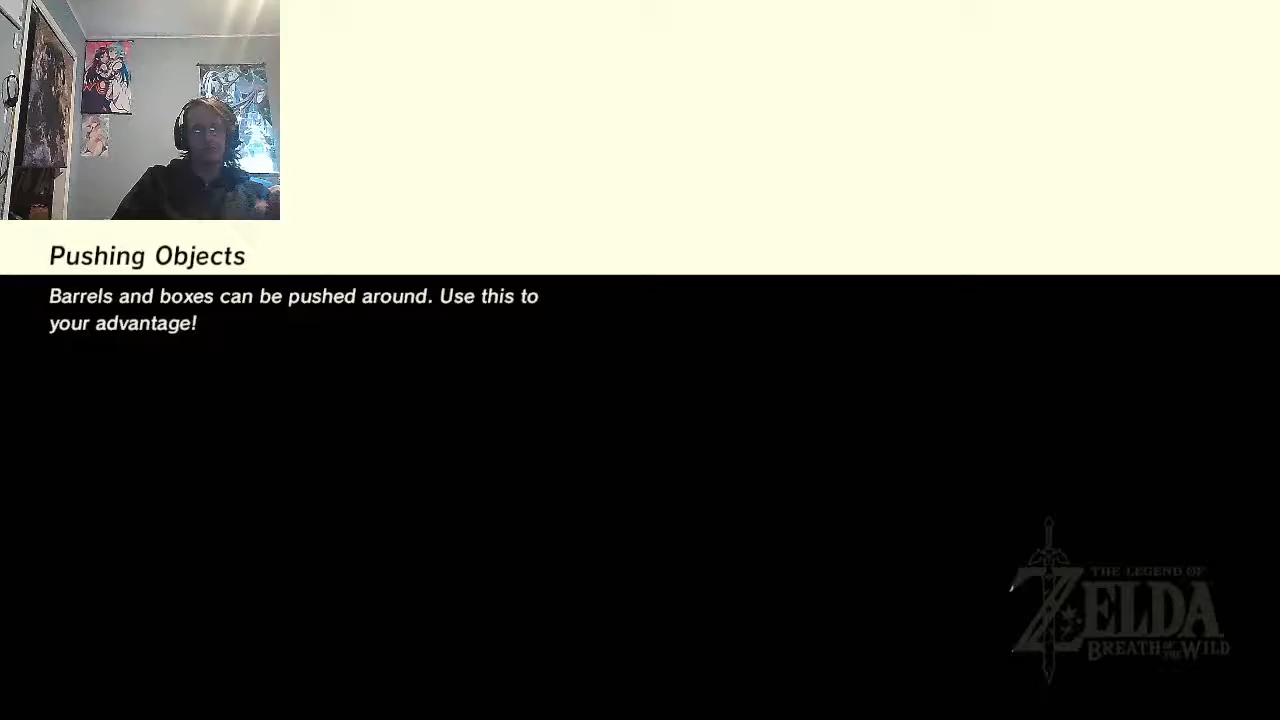 Pushing Objects
Barrels and boxes can be pushed around. Use this to
your advantage!
THE LEGEND OF
ZELDA
BREATH OF THE WILD